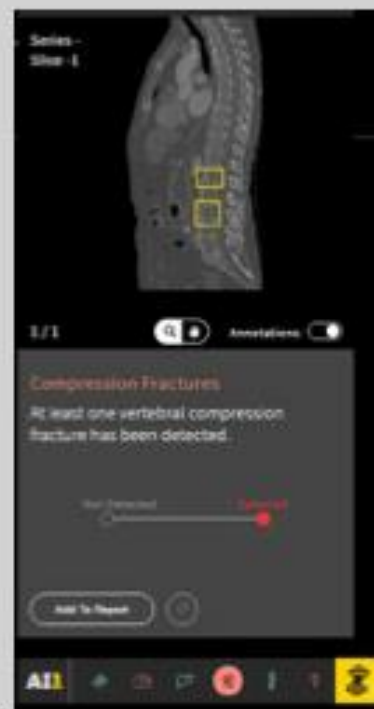 Series -
Slice -1
1 / 1
Annotations
Compression Fractures
At least one vertebral compression
fracture has been detected.
Not Detected
Detected
Add To Report
AI1